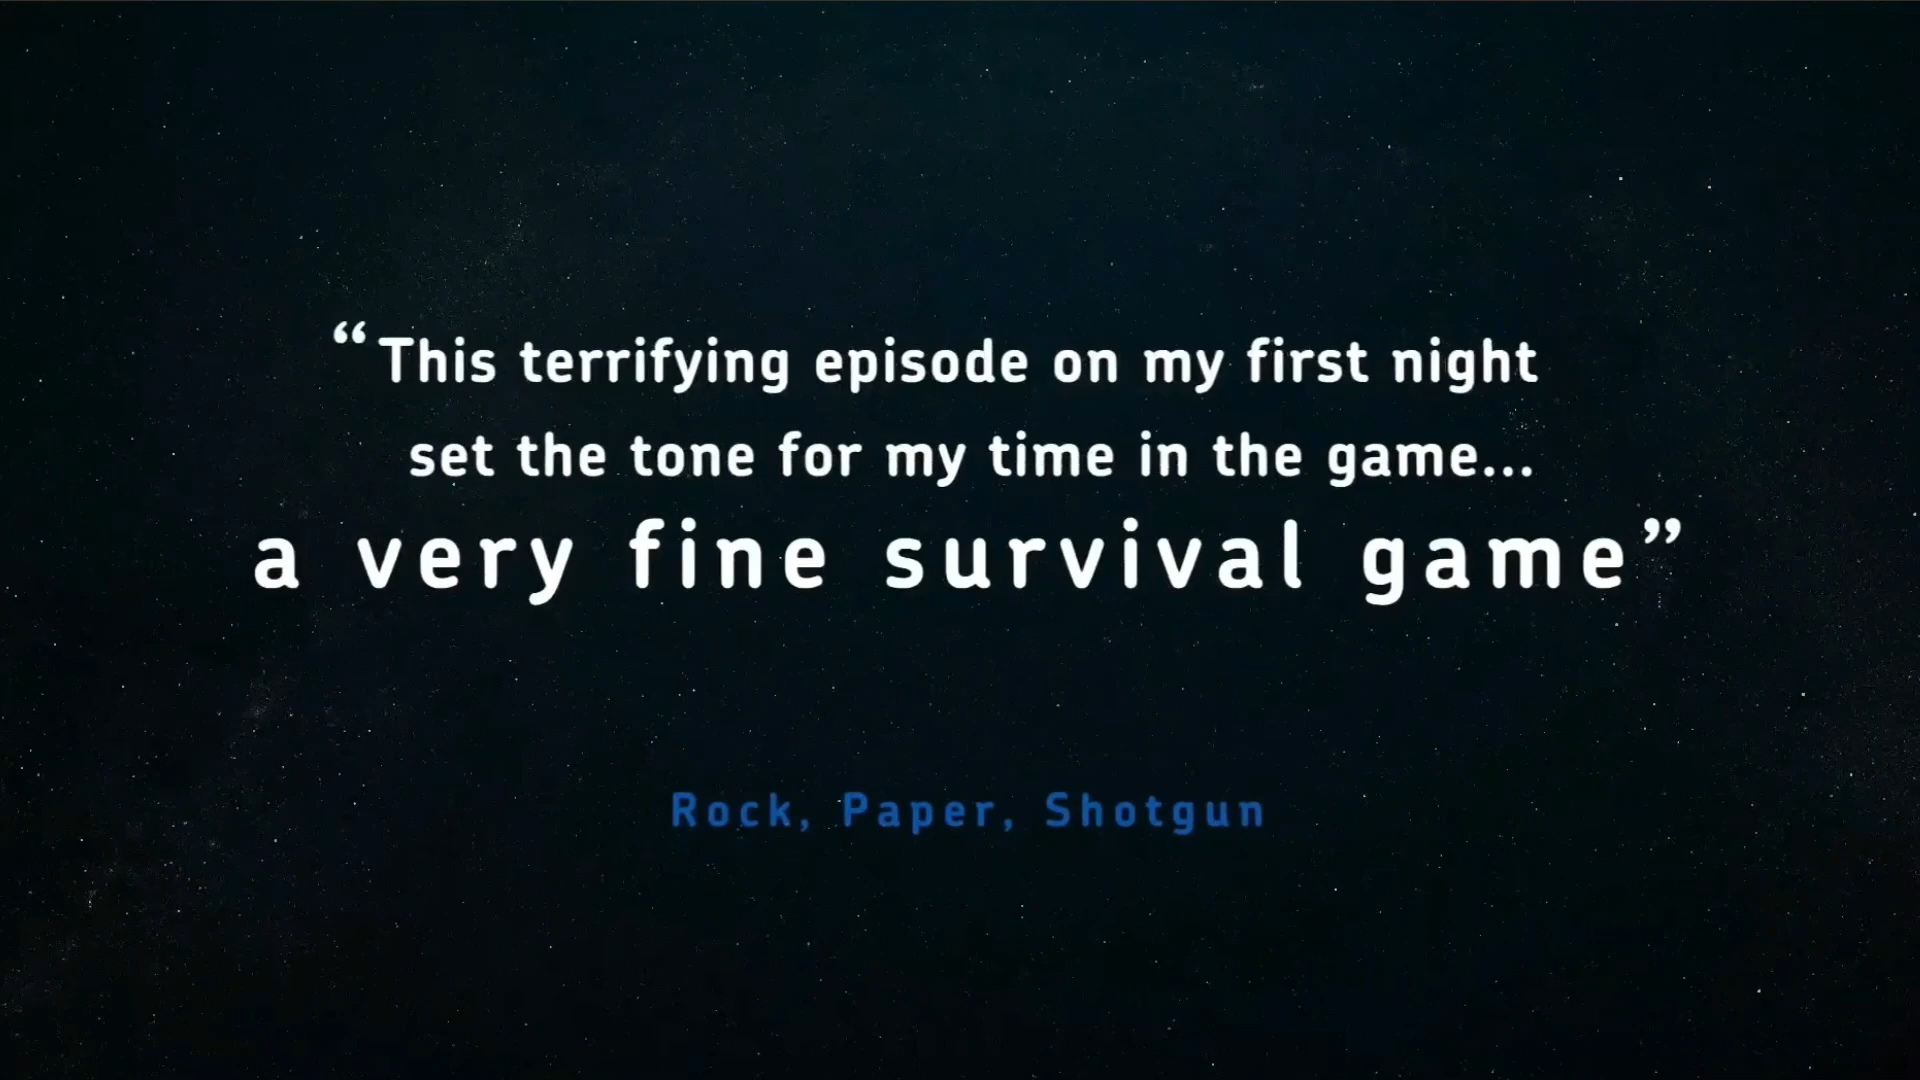 “This terrifying episode on my first night
set the tone for my time in the game...
a very fine survival game”
Rock, Paper, Shotgun